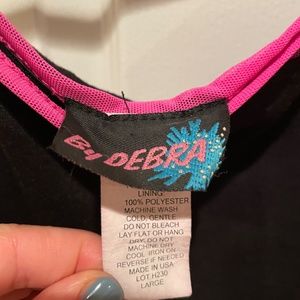 By DEBRA
LINING:
100% POLYESTER
MACHINE WASH
COLD, GENTLE
DO NOT BLEACH
LAY FLAT OR HANG
DRY. DO NOT
MACHINE DRY
COOL IRON ON
REVERSE IF NEEDED
MADE IN USA
LOT.H230
LARGE